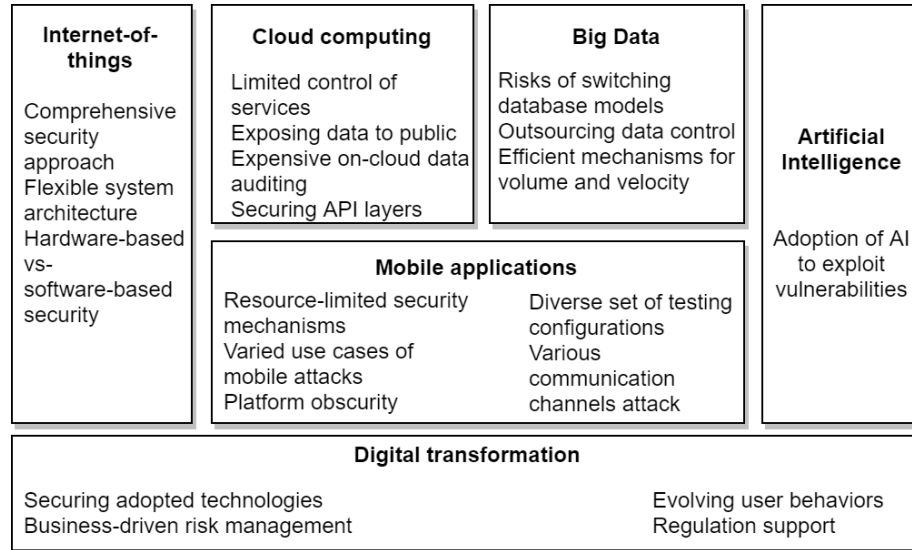 Internet-of-
things
Comprehensive
security
approach
Flexible system
architecture
Hardware-based
vs-
software-based
security
Cloud computing
Limited control of
services
Exposing data to public
Expensive on-cloud data
auditing
Securing API layers
Big Data
Risks of switching
database models
Outsourcing data control
Efficient mechanisms for
volume and velocity
Artificial
Intelligence
Adoption of AI
to exploit
vulnerabilities
Mobile applications
Resource-limited security
mechanisms
Varied use cases of
mobile attacks
Platform obscurity
Diverse set of testing
configurations
Various
communication
channels attack
Digital transformation
Securing adopted technologies
Business-driven risk management
Evolving user behaviors
Regulation support